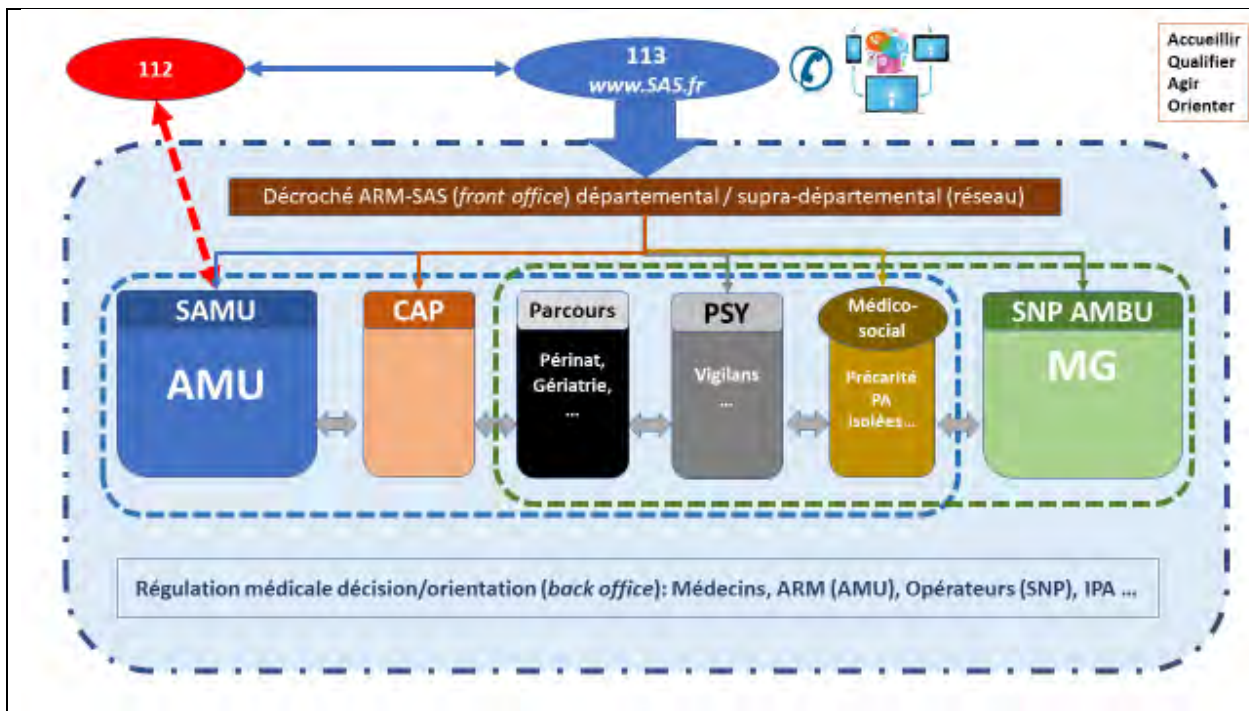 112
113
www.SAS.fr
Accueillir
Qualifier
Agir
Orienter
Décroché ARM-SAS (front office) départemental / supra-départemental (réseau)
SAMU
AMU
CAP
Parcours
Périnat,
Gériatrie,
...
PSY
Vigilans
...
Médico-
social
Précarité
PA
isolées...
SNP AMBU
MG
Régulation médicale décision/orientation (back office): Médecins, ARM (AMU), Opérateurs (SNP), IPA ...